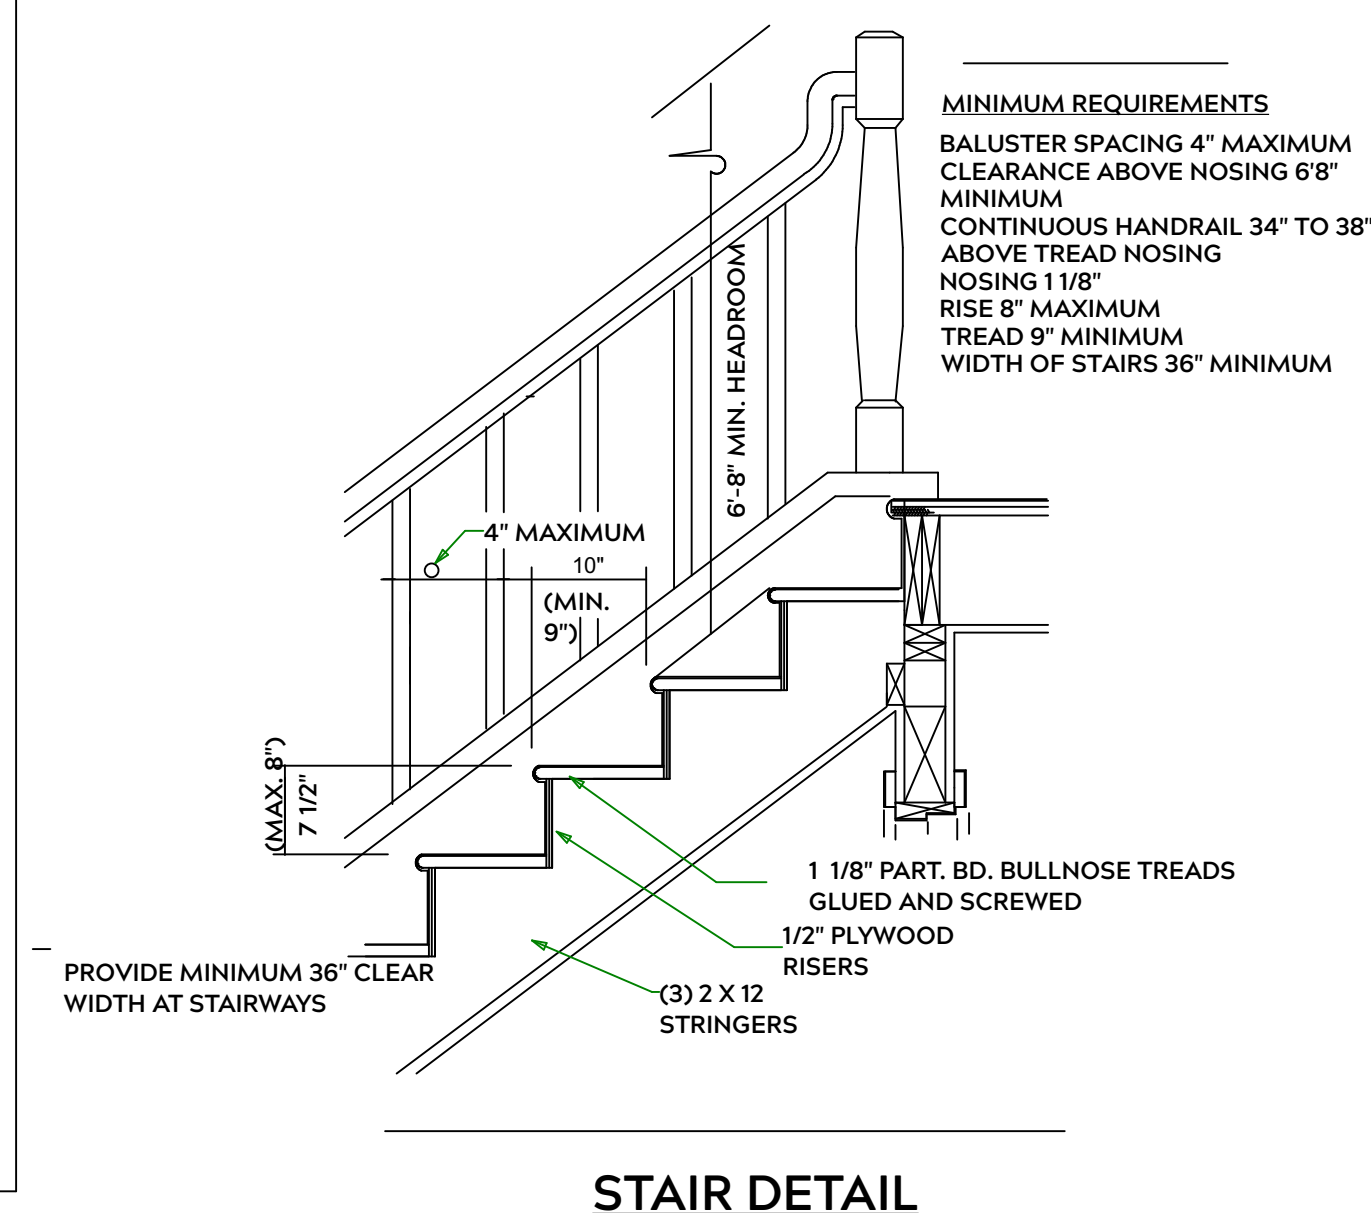 MINIMUM REQUIREMENTS
BALUSTER SPACING 4" MAXIMUM
CLEARANCE ABOVE NOSING 6'8"
MINIMUM
CONTINUOUS HANDRAIL 34" TO 38"
ABOVE TREAD NOSING
NOSING 1 1/8"
RISE 8" MAXIMUM
TREAD 9" MINIMUM
WIDTH OF STAIRS 36" MINIMUM
6'-8" MIN. HEADROOM
4" MAXIMUM
10"
(MIN.
9")
(MAX. 8")
7 1/2"
1 1/8" PART. BD. BULLNOSE TREADS
GLUED AND SCREWED
1/2" PLYWOOD
RISERS
(3) 2 X 12
STRINGERS
PROVIDE MINIMUM 36" CLEAR
WIDTH AT STAIRWAYS
STAIR DETAIL